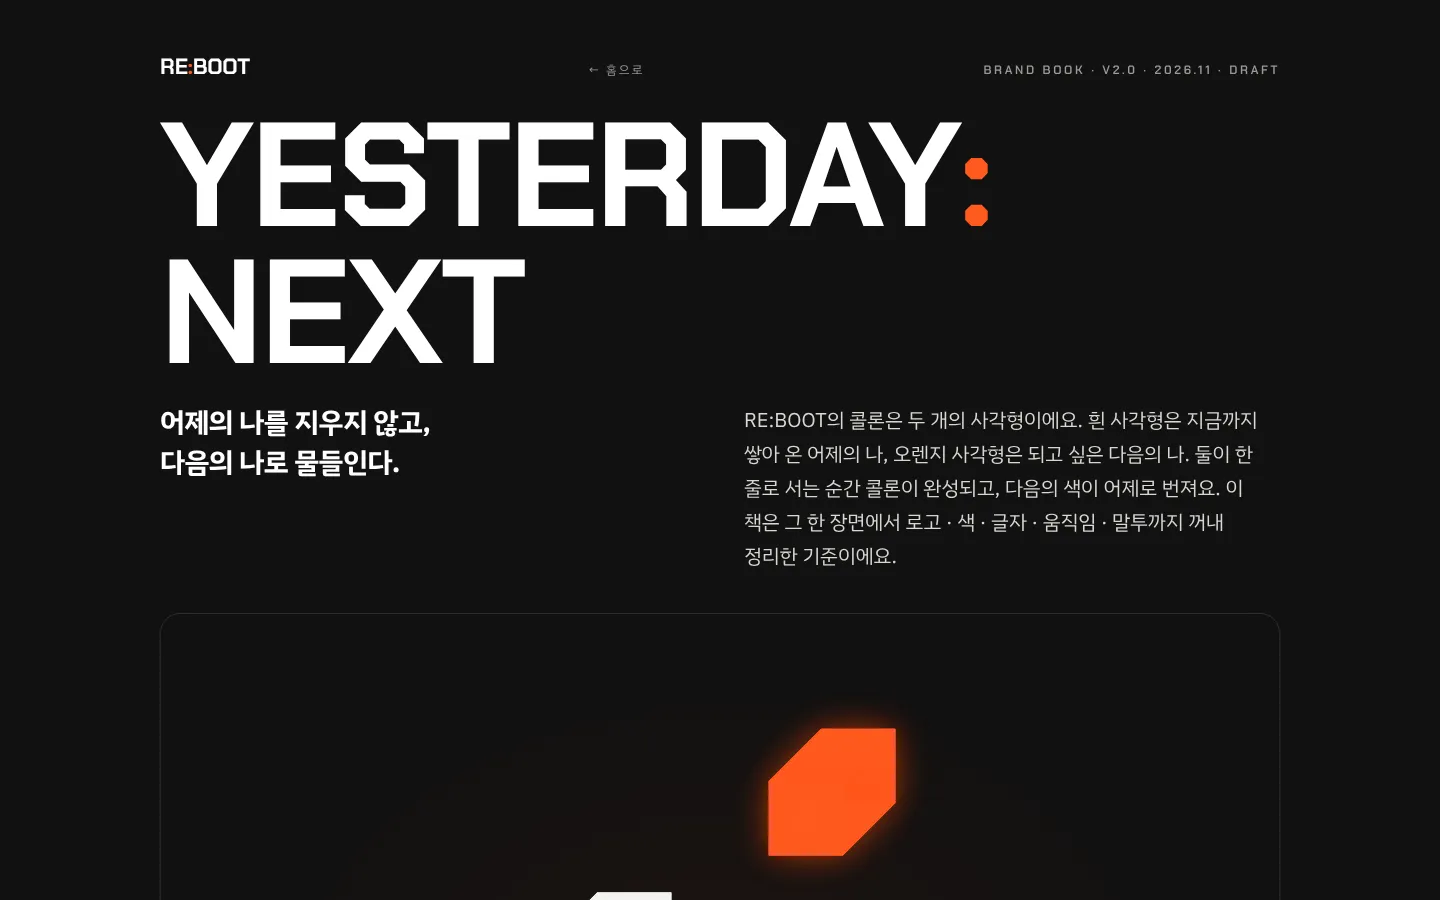 RE:BOOT
← 홈으로
BRAND BOOK · V2.0 · 2026.11 · DRAFT
YESTERDAY:
NEXT
어제의 나를 지우지 않고,
다음의 나로 물들인다.
RE:BOOT의 콜론은 두 개의 사각형이에요. 흰 사각형은 지금까지
쌓아 온 어제의 나, 오렌지 사각형은 되고 싶은 다음의 나. 둘이 한
줄로 서는 순간 콜론이 완성되고, 다음의 색이 어제로 번져요. 이
책은 그 한 장면에서 로고 · 색 · 글자 · 움직임 · 말투까지 꺼내
정리한 기준이에요.